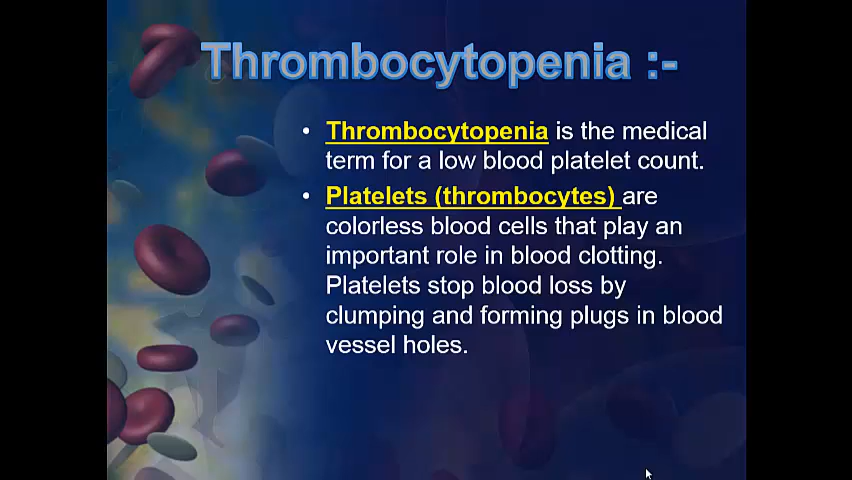 Thrombocytopenia :-
• Thrombocytopenia is the medical
term for a low blood platelet count.
• Platelets (thrombocytes) are
colorless blood cells that play an
important role in blood clotting.
Platelets stop blood loss by
clumping and forming plugs in blood
vessel holes.